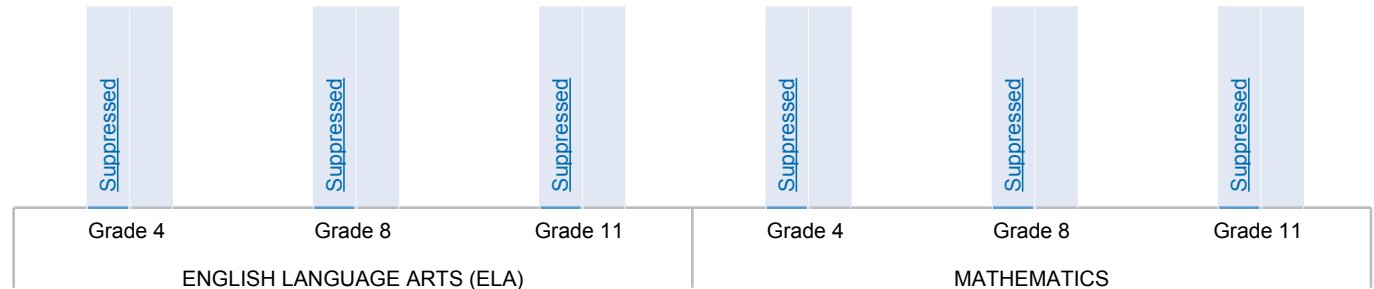 Suppressed Suppressed Suppressed Suppressed Suppressed Suppressed
Grade 4 Grade 8 Grade 11 Grade 4 Grade 8 Grade 11
ENGLISH LANGUAGE ARTS (ELA) MATHEMATICS